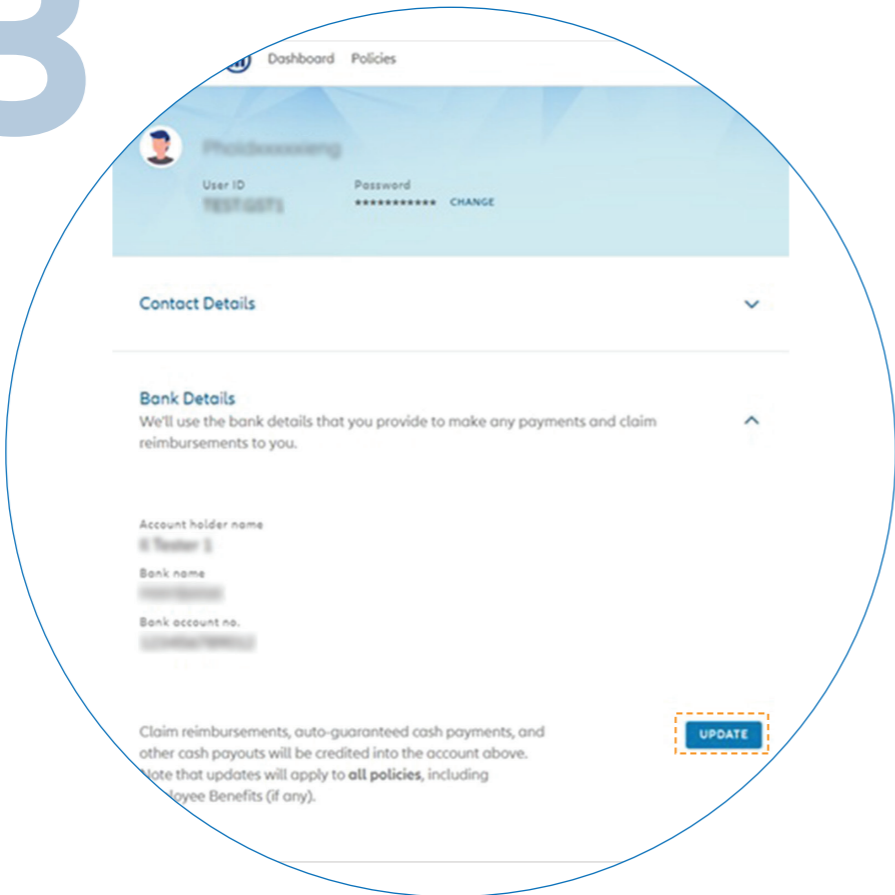 3
Dashboard Policies
User ID
Password
*********** CHANGE
Contact Details
Bank Details
We'll use the bank details that you provide to make any payments and claim
reimbursements to you.
Account holder name
Bank name
Bank account no.
Claim reimbursements, auto-guaranteed cash payments, and
other cash payouts will be credited into the account above.
Note that updates will apply to all policies, including
Benefits (if any).
UPDATE